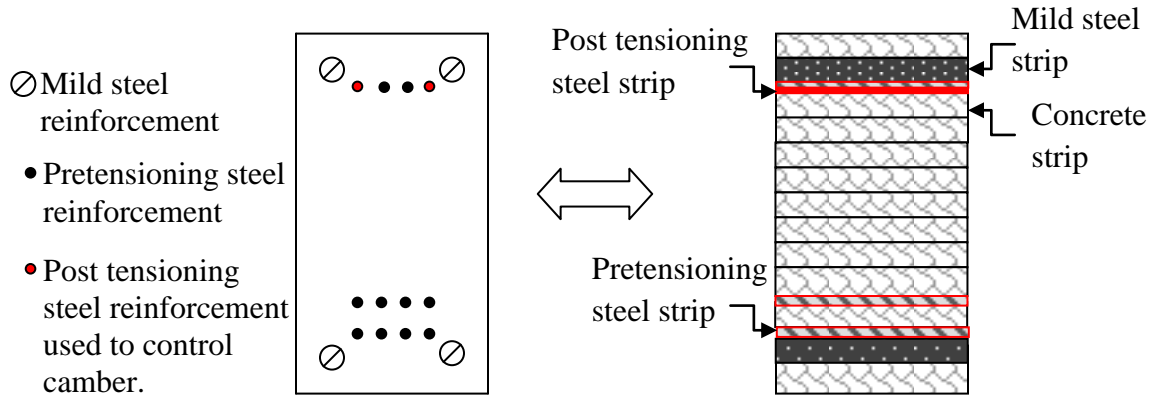 Mild steel
reinforcement
Pretensioning steel
reinforcement
Post tensioning
steel reinforcement
used to control
camber.
Post tensioning
steel strip
Pretensioning
steel strip
Mild steel
strip
Concrete
strip